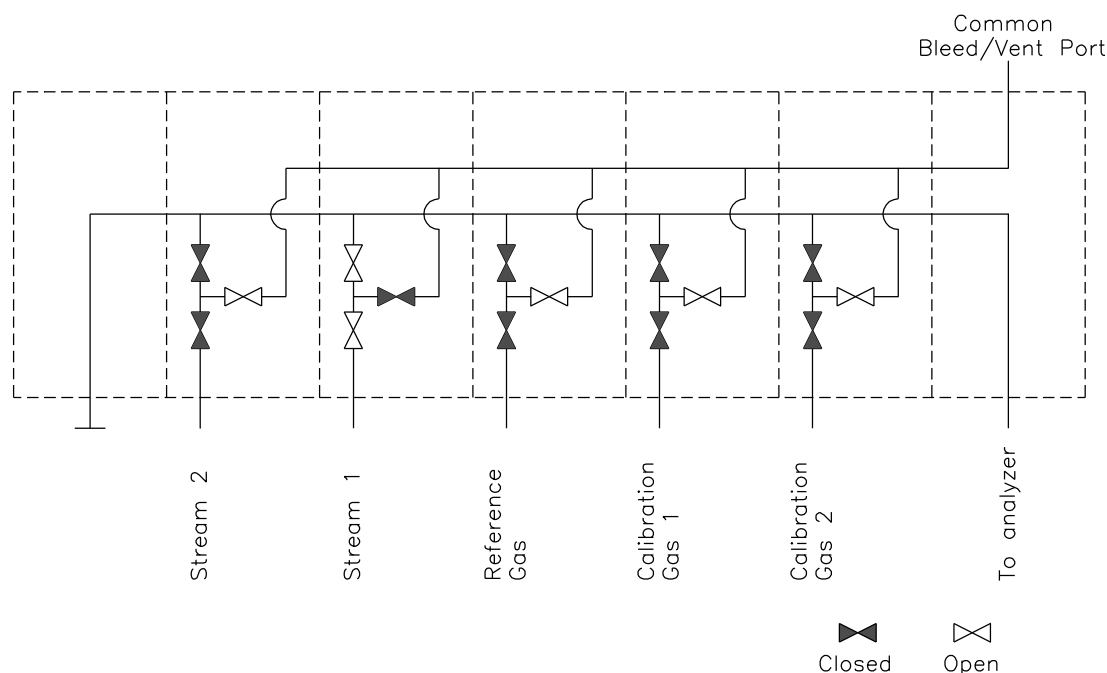 Common
Bleed/Vent Port
Stream 2
Stream 1
Reference
Gas
Calibration
Gas 1
Calibration
Gas 2
To analyzer
Closed
Open